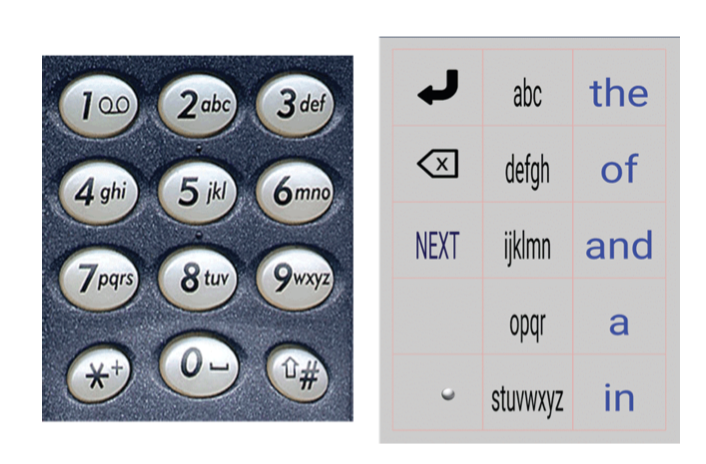 1 2abc 3def
4ghi 5jkl 6mno
7pqrs 8tuv 9wxyz
*+ 0 #
abc the
x defgh of
NEXT ijklmn and
opqr a
stuvwxyz in